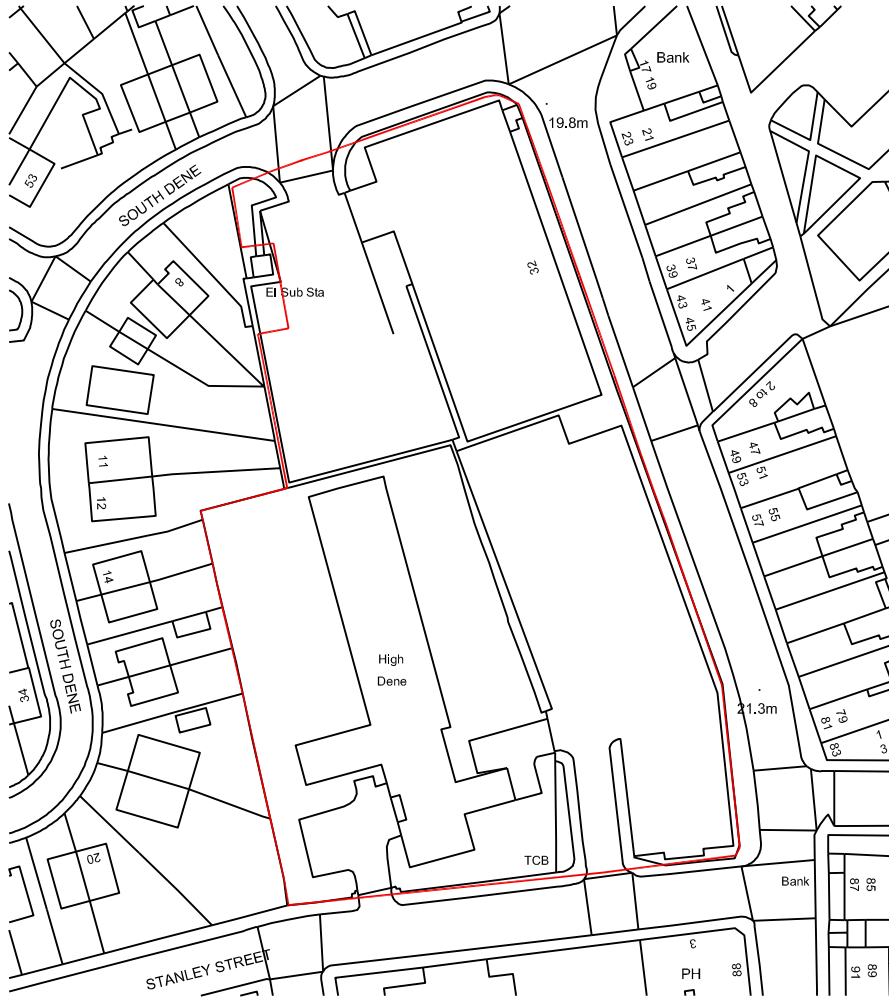 Bank
17
19
19.8m
21
23
53
SOUTH DENE
32
37
39
8
El Sub Sta
41
1
43
45
2 to 8
47
49
11
51
53
12
55
57
14
SOUTH DENE
High
Dene
34
21.3m
79
81
1
83
3
20
TCB
Bank
87
85
STANLEY STREET
3
PH
88
91
89